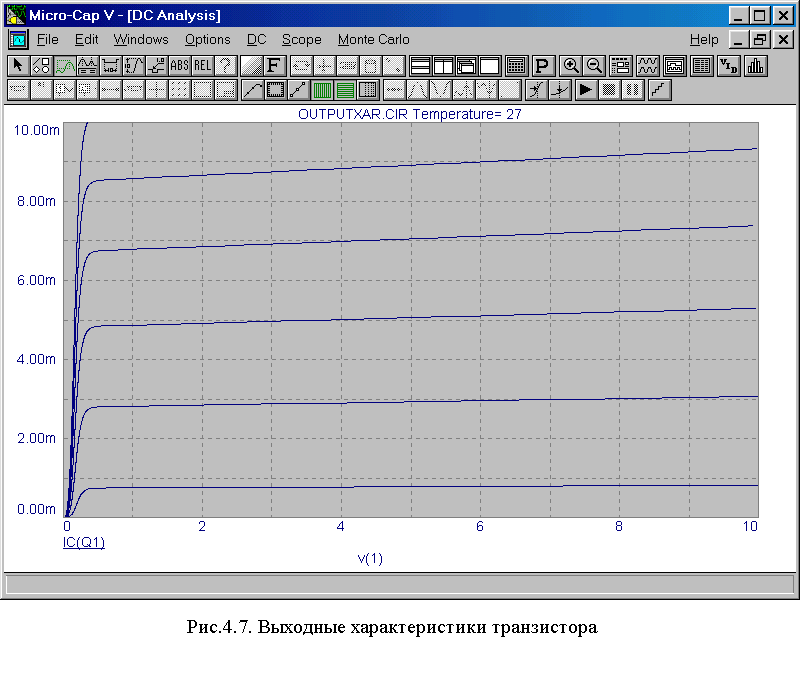 Micro-Cap V - [DC Analysis]
File Edit Windows Options DC Scope Monte Carlo Help
ABS REL ? F P
OUTPUTXAR.CIR Temperature= 27
10.00m
8.00m
6.00m
4.00m
2.00m
0.00m
0 2 4 6 8 10
IC(Q1)
v(1)
Рис.4.7. Выходные характеристики транзистора